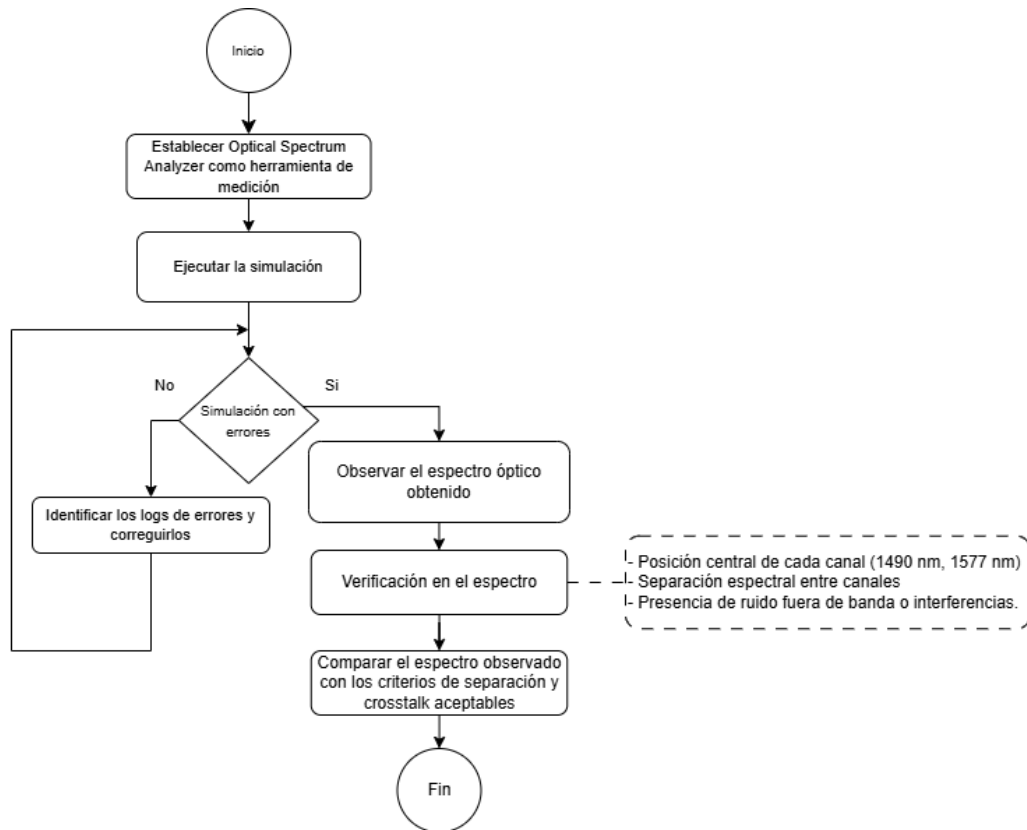 Inicio
Establecer Optical Spectrum
Analyzer como herramienta de
medición
Ejecutar la simulación
No
Si
Simulación con
errores
Observar el espectro óptico
obtenido
Identificar los logs de errores y
correguirlos
Verificación en el espectro
- Posición central de cada canal (1490 nm, 1577 nm)
- Separación espectral entre canales
- Presencia de ruido fuera de banda o interferencias.
Comparar el espectro observado
con los criterios de separación y
crosstalk aceptables
Fin